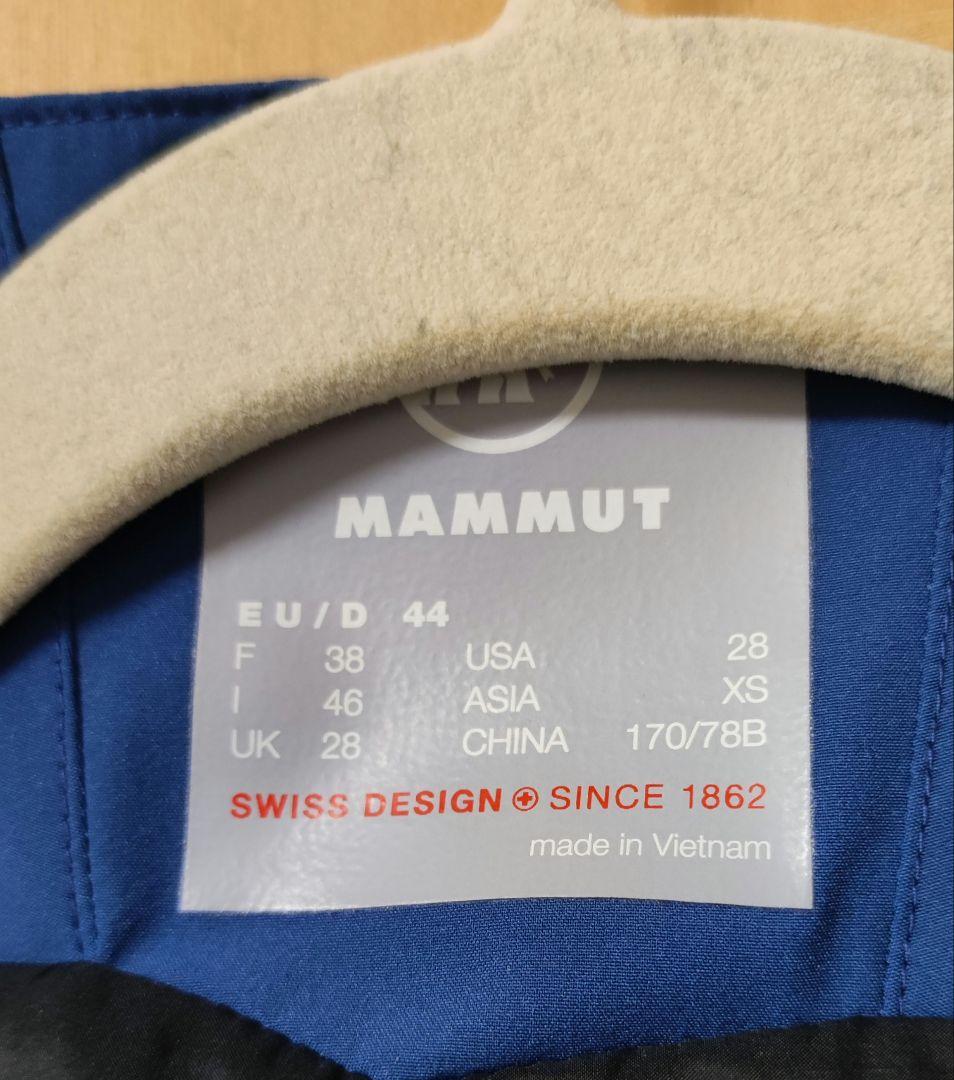 MAMMUT
EU/D 44
F 38 USA 28
I 46 ASIA XS
UK 28 CHINA 170/78B
SWISS DESIGN SINCE 1862
made in Vietnam